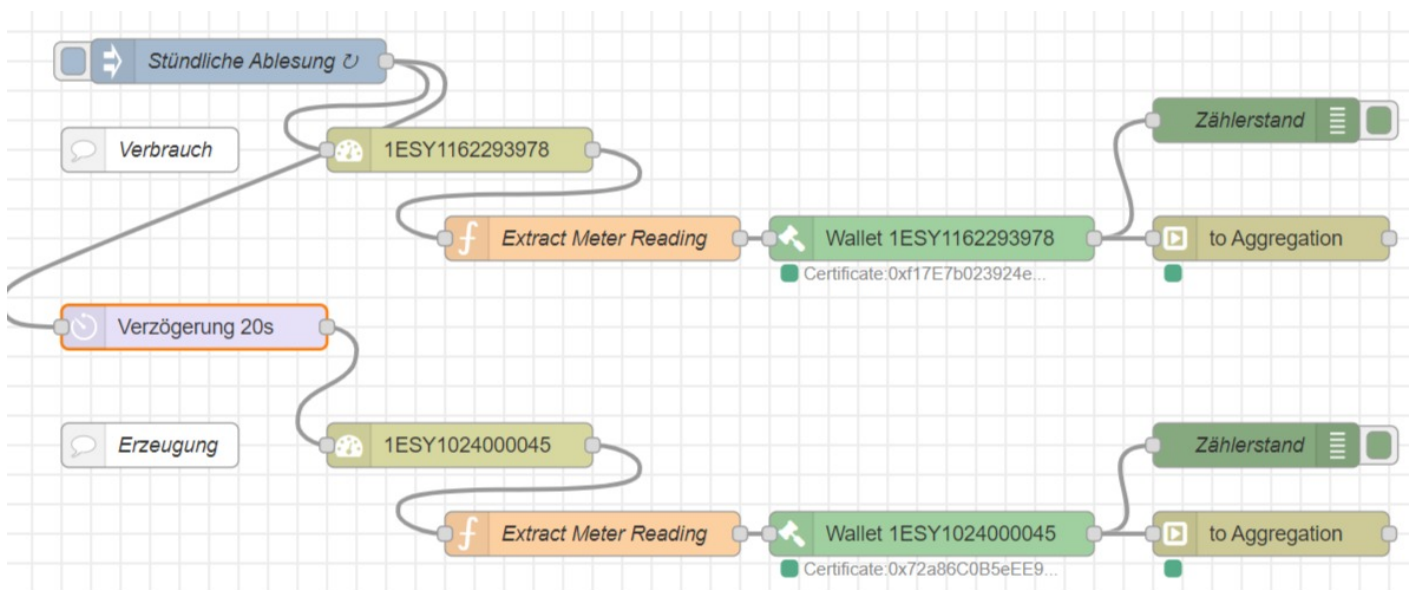 Stündliche Ablesung ↻
Verbrauch
1ESY1162293978
Zählerstand
Extract Meter Reading
Wallet 1ESY1162293978
to Aggregation
Certificate:0xf17E7b023924e...
Verzögerung 20s
Erzeugung
1ESY1024000045
Zählerstand
Extract Meter Reading
Wallet 1ESY1024000045
to Aggregation
Certificate:0x72a86C0B5eEE9...